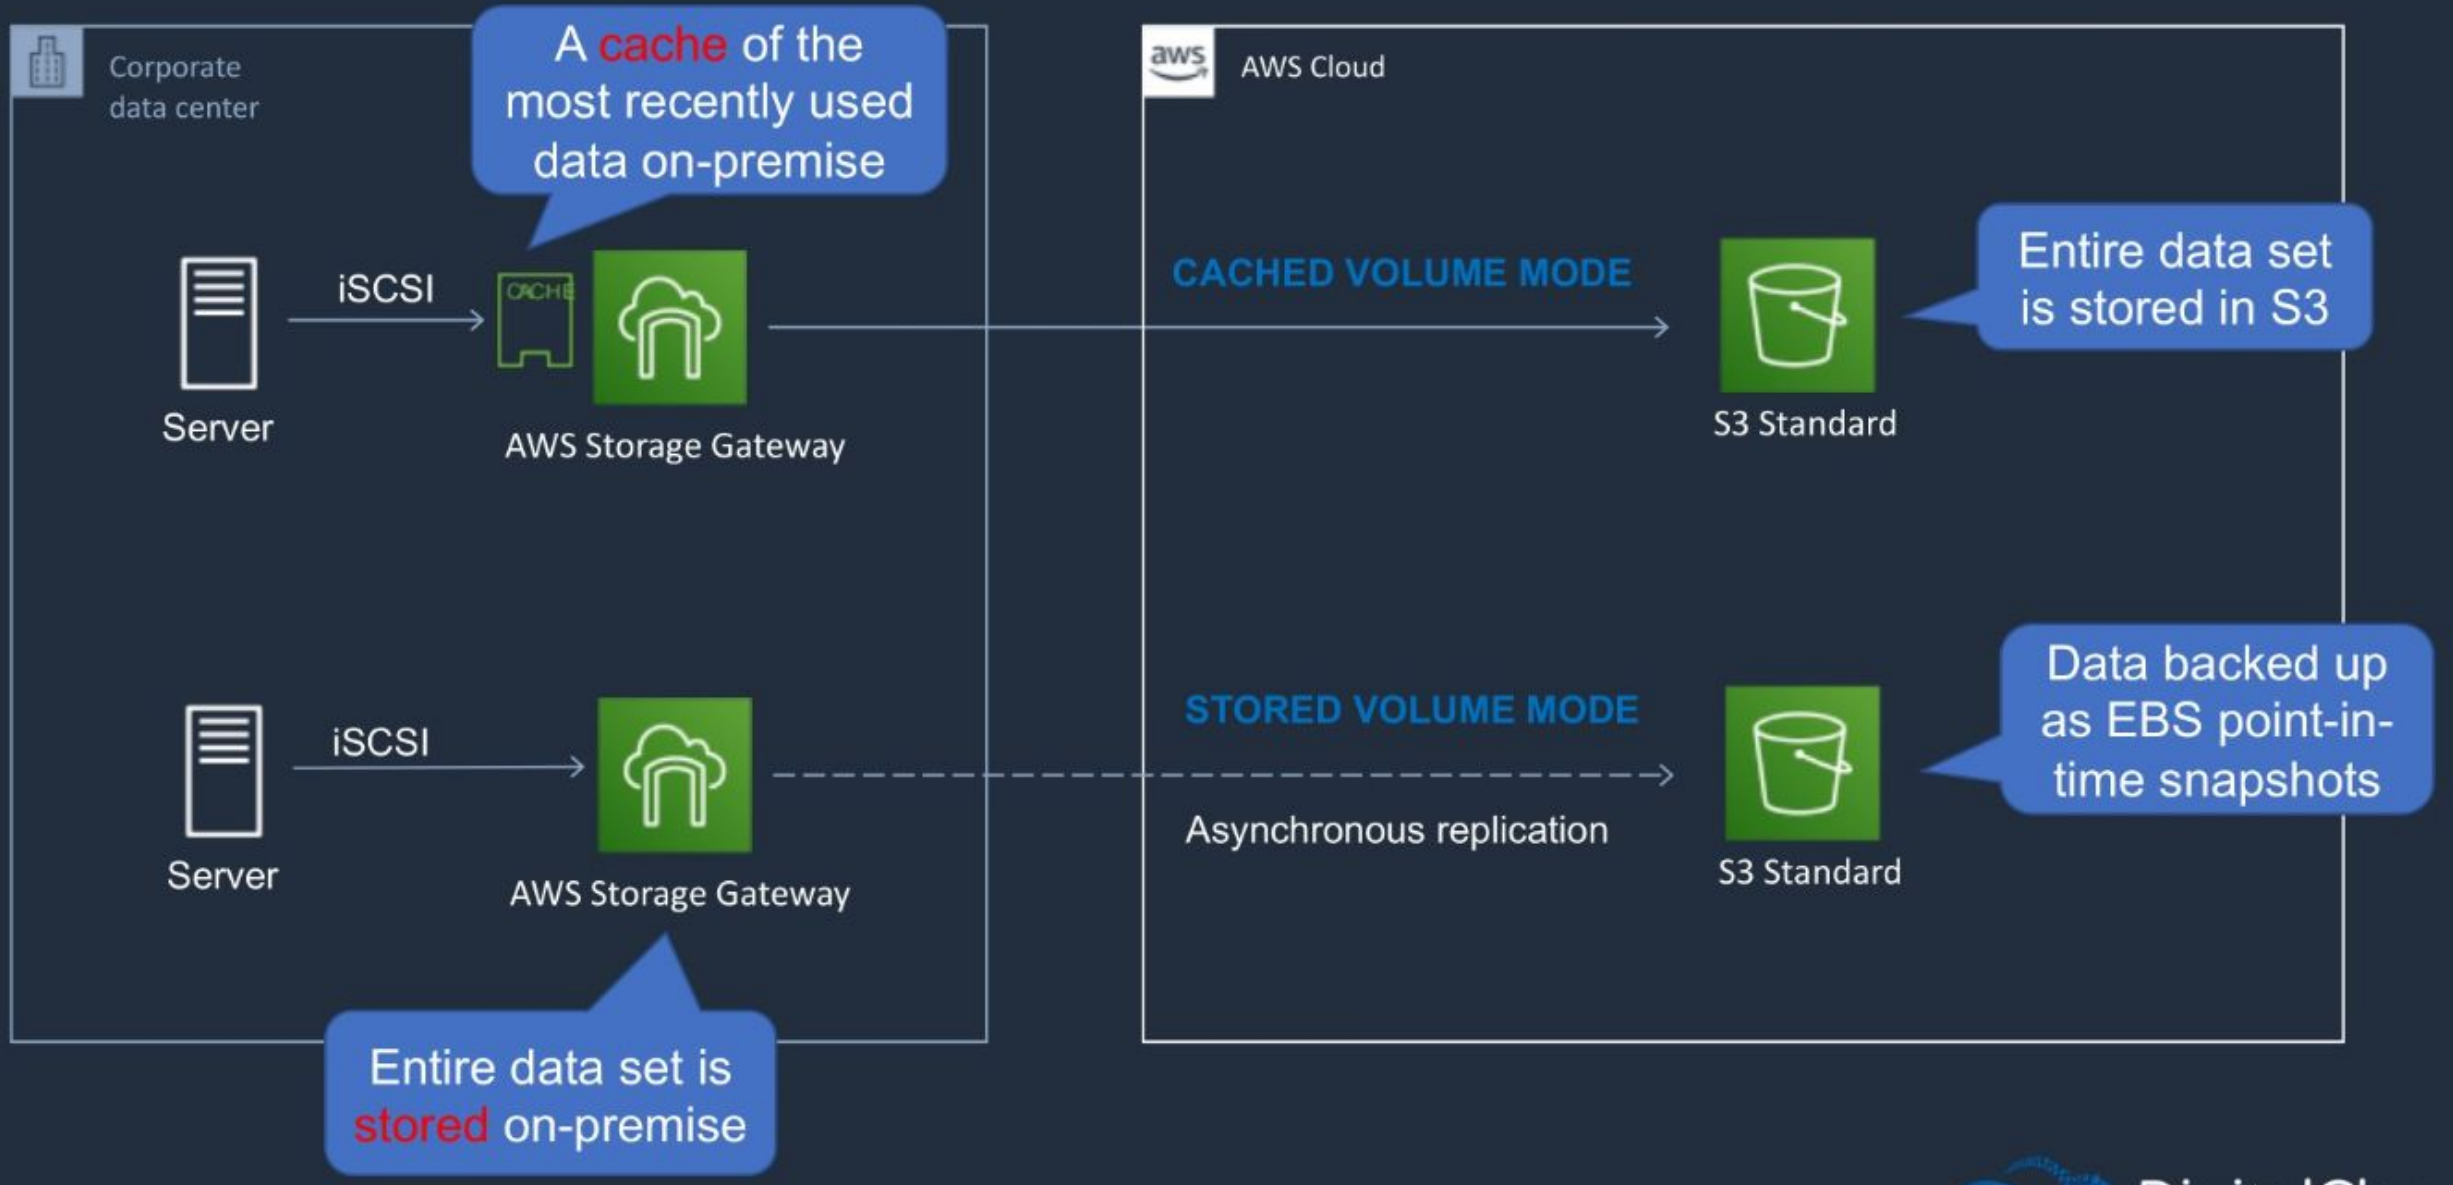 Corporate
data center
A cache of the
most recently used
data on-premise
aws
AWS Cloud
iSCSI
CACHE
CACHED VOLUME MODE
Entire data set
is stored in S3
Server
AWS Storage Gateway
S3 Standard
iSCSI
STORED VOLUME MODE
Asynchronous replication
Data backed up
as EBS point-in-
time snapshots
Server
AWS Storage Gateway
S3 Standard
Entire data set is
stored on-premise